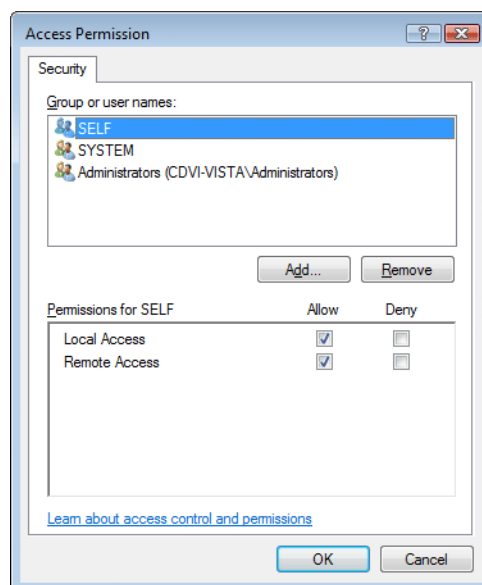 Access Permission
Security
Group or user names:
SELF
SYSTEM
Administrators (CDVI-VISTA\Administrators)
Add... Remove
Permissions for SELF Allow Deny
Local Access
Remote Access
Learn about access control and permissions
OK Cancel